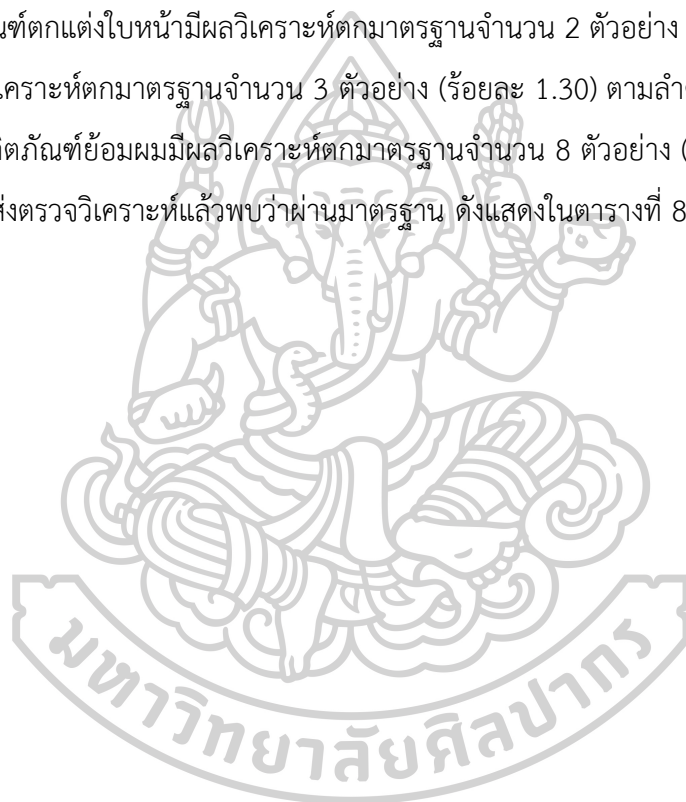 ณฑ์ตกแต่งใบหน้ามีผลวิเคราะห์ตกมาตรฐานจำนวน 2 ตัวอย่าง
เคราะห์ตกมาตรฐานจำนวน 3 ตัวอย่าง (ร้อยละ 1.30)
ิตภัณฑ์ย้อมผมมีผลวิเคราะห์ตกมาตรฐานจำนวน 8 ตัวอย่าง (
ส่งตรวจวิเคราะห์แล้วพบว่าผ่านมาตรฐาน ดังแสดงในตารางที่ 8
มหาวิทยาลัยศิลปากร